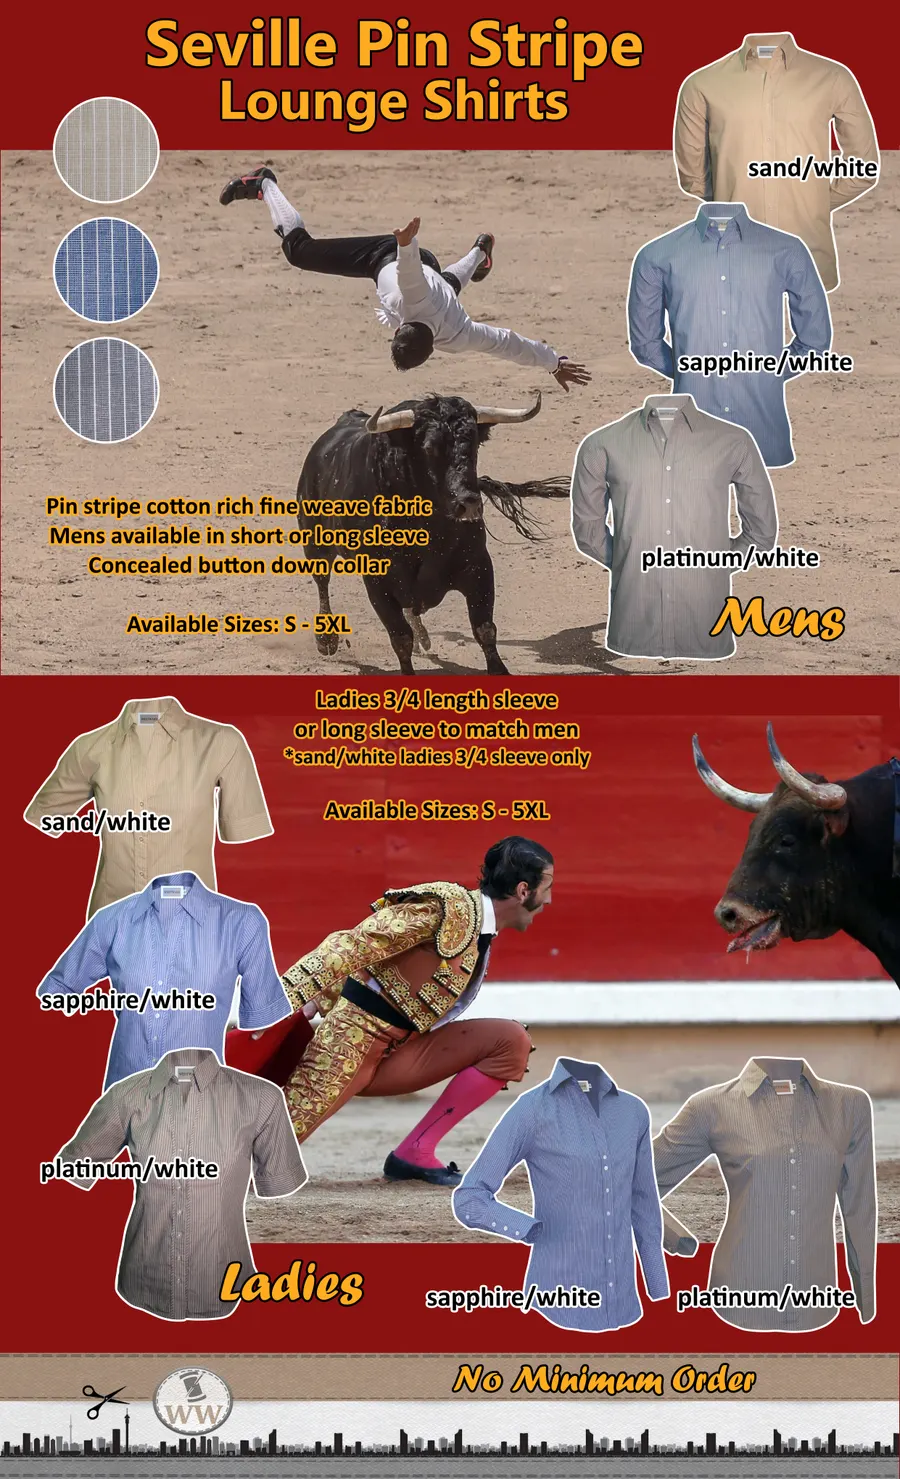 Seville Pin Stripe
Lounge Shirts
sand/white
sapphire/white
platinum/white
Pin stripe cotton rich fine weave fabric
Mens available in short or long sleeve
Concealed button down collar
Available Sizes: S - 5XL
Mens
Ladies 3/4 length sleeve
or long sleeve to match men
*sand/white ladies 3/4 sleeve only
Available Sizes: S - 5XL
sand/white
sapphire/white
platinum/white
Ladies
sapphire/white
platinum/white
No Minimum Order
WW